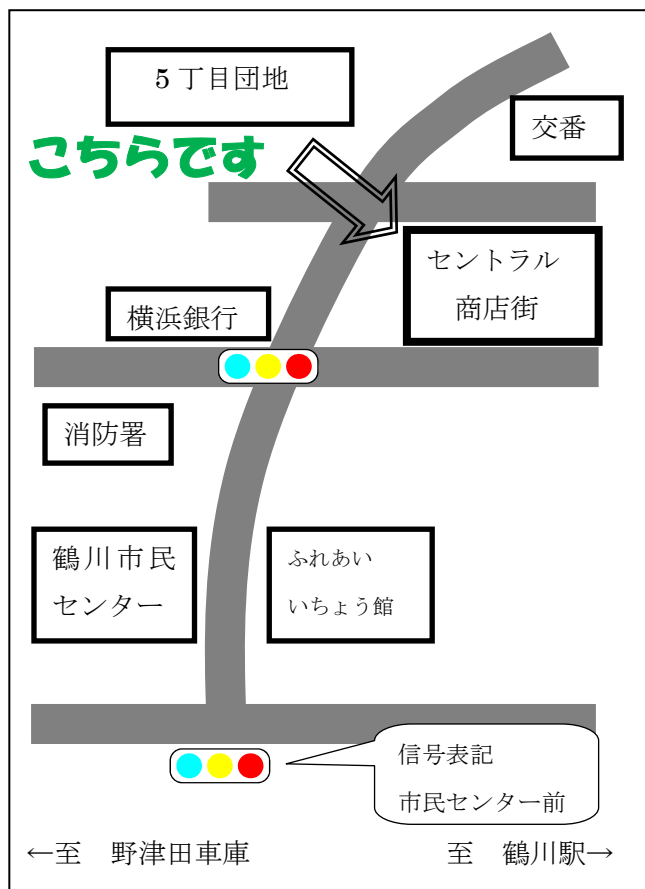 ５丁目団地
交番
こちらです
セントラル
商店街
横浜銀行
消防署
鶴川市民
センター
ふれあい
いちょう館
信号表記
市民センター前
←至　野津田車庫
至　鶴川駅→